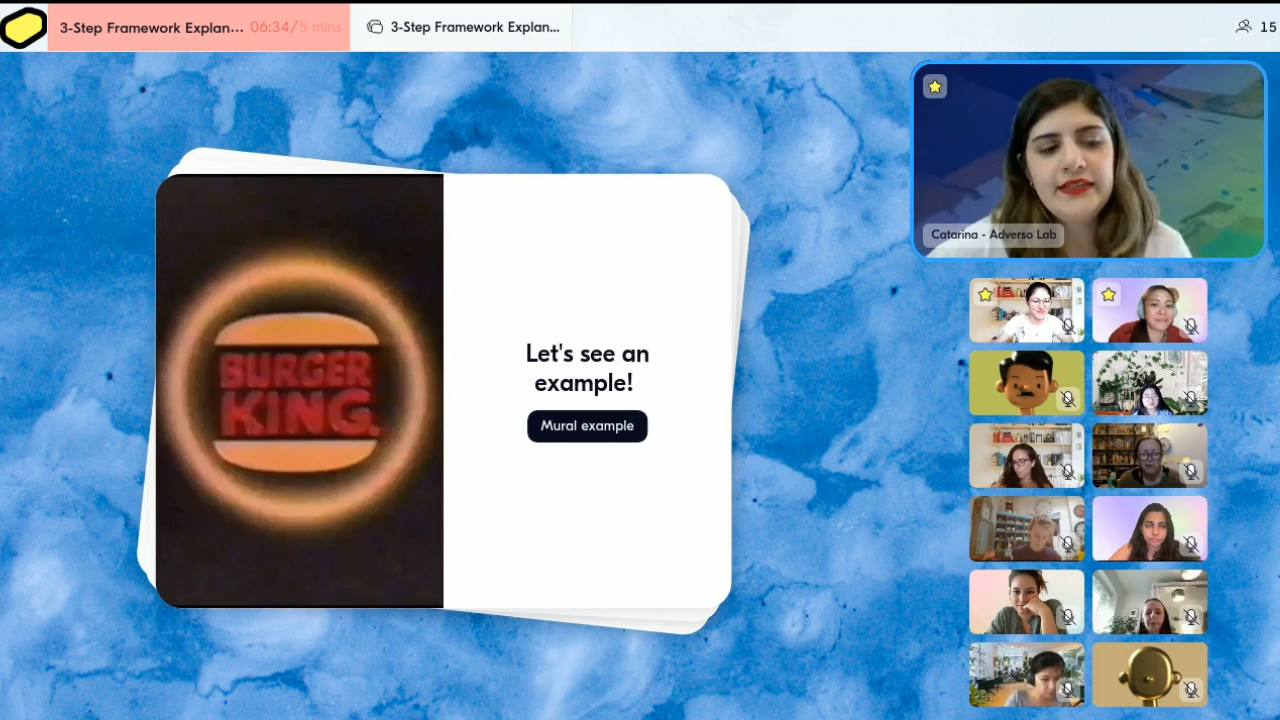 3-Step Framework Explan... 06:34/5 mins
3-Step Framework Explan...
15
Catarina - Adverso Lab
BURGER
KING.
Let's see an
example!
Mural example